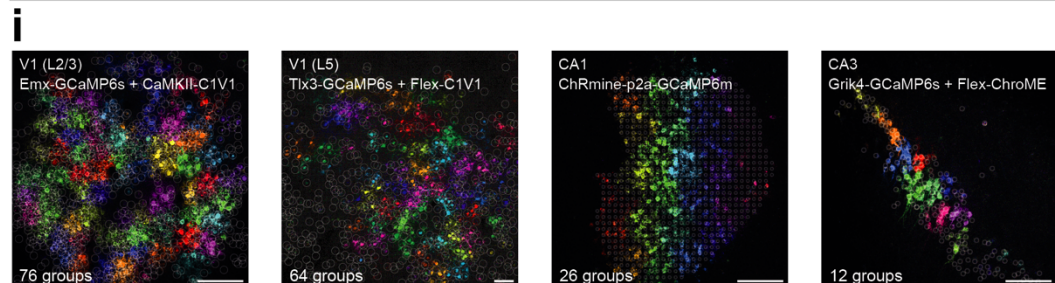 i
V1 (L2/3)
Emx-GCaMP6s + CaMKII-C1V1
76 groups
V1 (L5)
Tlx3-GCaMP6s + Flex-C1V1
64 groups
CA1
ChRmine-p2a-GCaMP6m
26 groups
CA3
Grik4-GCaMP6s + Flex-ChroME
12 groups